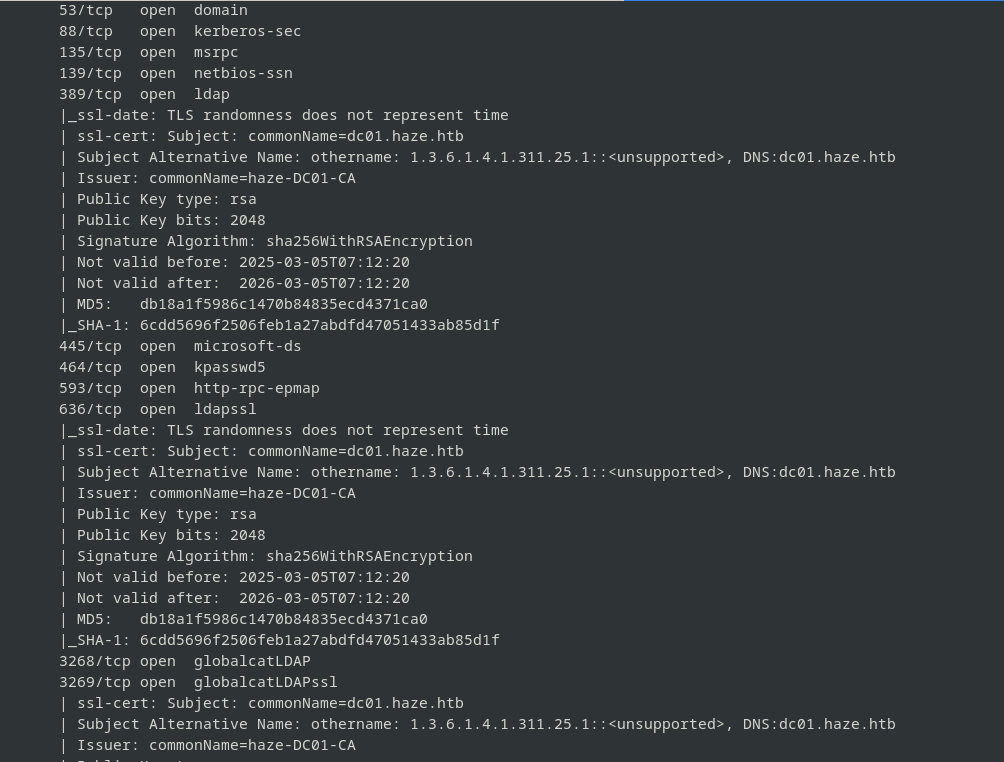 53/tcp   open  domain
88/tcp   open  kerberos-sec
135/tcp  open  msrpc
139/tcp  open  netbios-ssn
389/tcp  open  ldap
|_ssl-date: TLS randomness does not represent time
| ssl-cert: Subject: commonName=dc01.haze.htb
| Subject Alternative Name: othername: 1.3.6.1.4.1.311.25.1::<unsupported>, DNS:dc01.haze.htb
| Issuer: commonName=haze-DC01-CA
| Public Key type: rsa
| Public Key bits: 2048
| Signature Algorithm: sha256WithRSAEncryption
| Not valid before: 2025-03-05T07:12:20
| Not valid after:  2026-03-05T07:12:20
| MD5:   db18a1f5986c1470b84835ecd4371ca0
|_SHA-1: 6cdd5696f2506feb1a27abdfd47051433ab85d1f
445/tcp  open  microsoft-ds
464/tcp  open  kpasswd5
593/tcp  open  http-rpc-epmap
636/tcp  open  ldapssl
|_ssl-date: TLS randomness does not represent time
| ssl-cert: Subject: commonName=dc01.haze.htb
| Subject Alternative Name: othername: 1.3.6.1.4.1.311.25.1::<unsupported>, DNS:dc01.haze.htb
| Issuer: commonName=haze-DC01-CA
| Public Key type: rsa
| Public Key bits: 2048
| Signature Algorithm: sha256WithRSAEncryption
| Not valid before: 2025-03-05T07:12:20
| Not valid after:  2026-03-05T07:12:20
| MD5:   db18a1f5986c1470b84835ecd4371ca0
|_SHA-1: 6cdd5696f2506feb1a27abdfd47051433ab85d1f
3268/tcp open  globalcatLDAP
3269/tcp open  globalcatLDAPssl
| ssl-cert: Subject: commonName=dc01.haze.htb
| Subject Alternative Name: othername: 1.3.6.1.4.1.311.25.1::<unsupported>, DNS:dc01.haze.htb
| Issuer: commonName=haze-DC01-CA